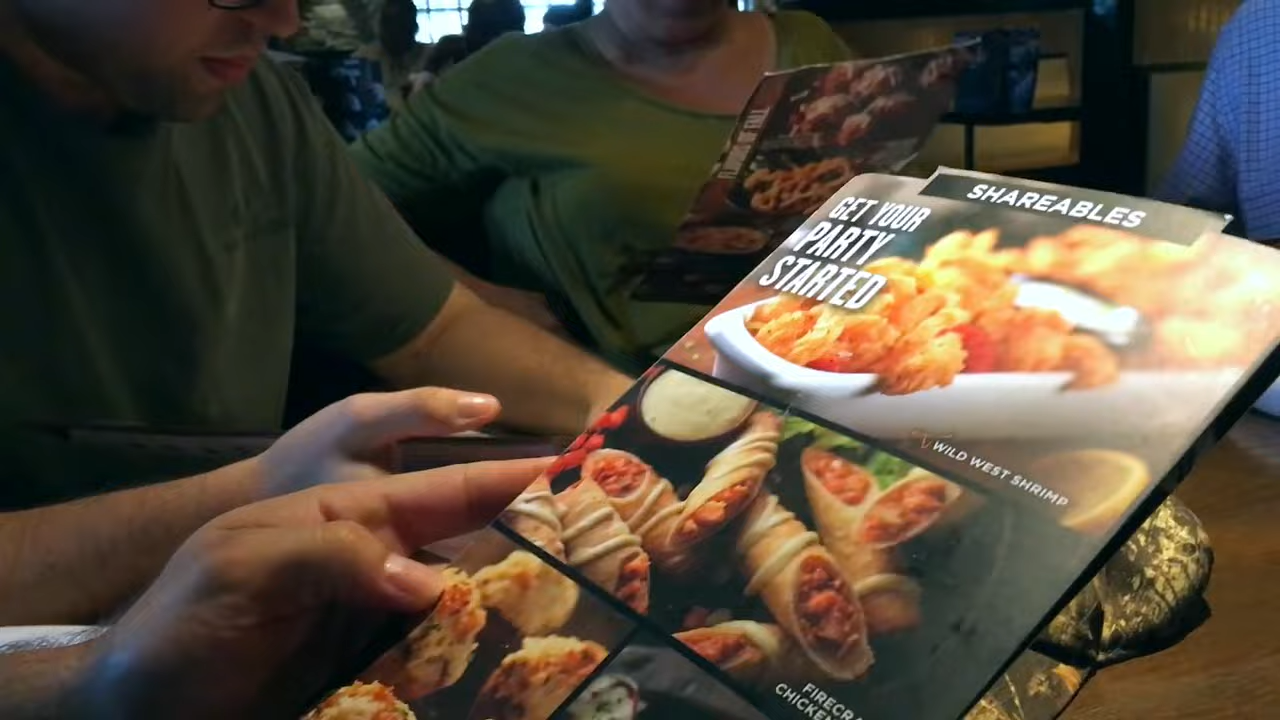 SHAREABLES
GET YOUR
PARTY
STARTED
WILD WEST SHRIMP